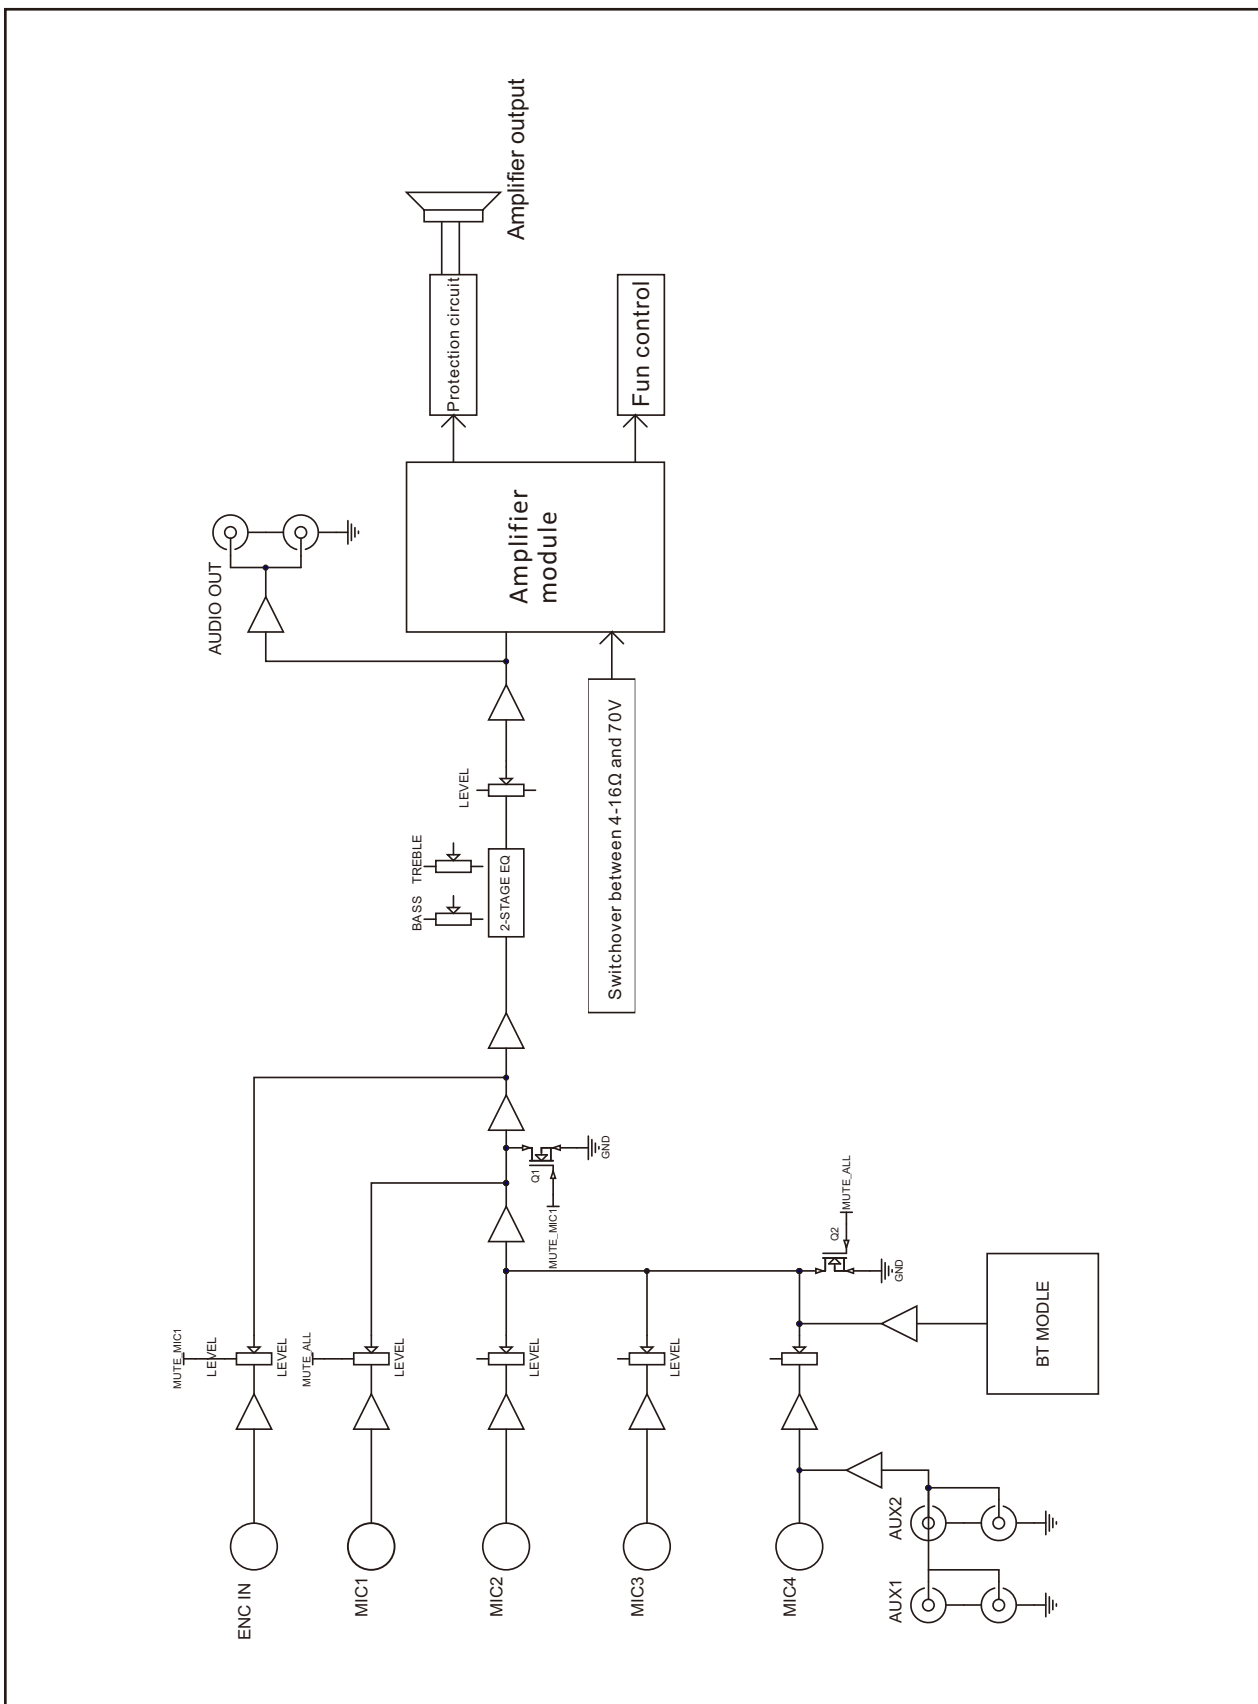 ENC IN
MUTE_MIC1
LEVEL
LEVEL
MIC1
MUTE_ALL
LEVEL
AUDIO OUT
MIC2
LEVEL
MUTE_MIC1
Q1
GND
BASS
TREBLE
2-STAGE EQ
LEVEL
Amplifier
module
Protection circuit
Amplifier output
Switchover between 4-16Ω and 70V
Fun control
MIC3
LEVEL
MIC4
Q2
MUTE_ALL
GND
AUX1
AUX2
BT MODLE